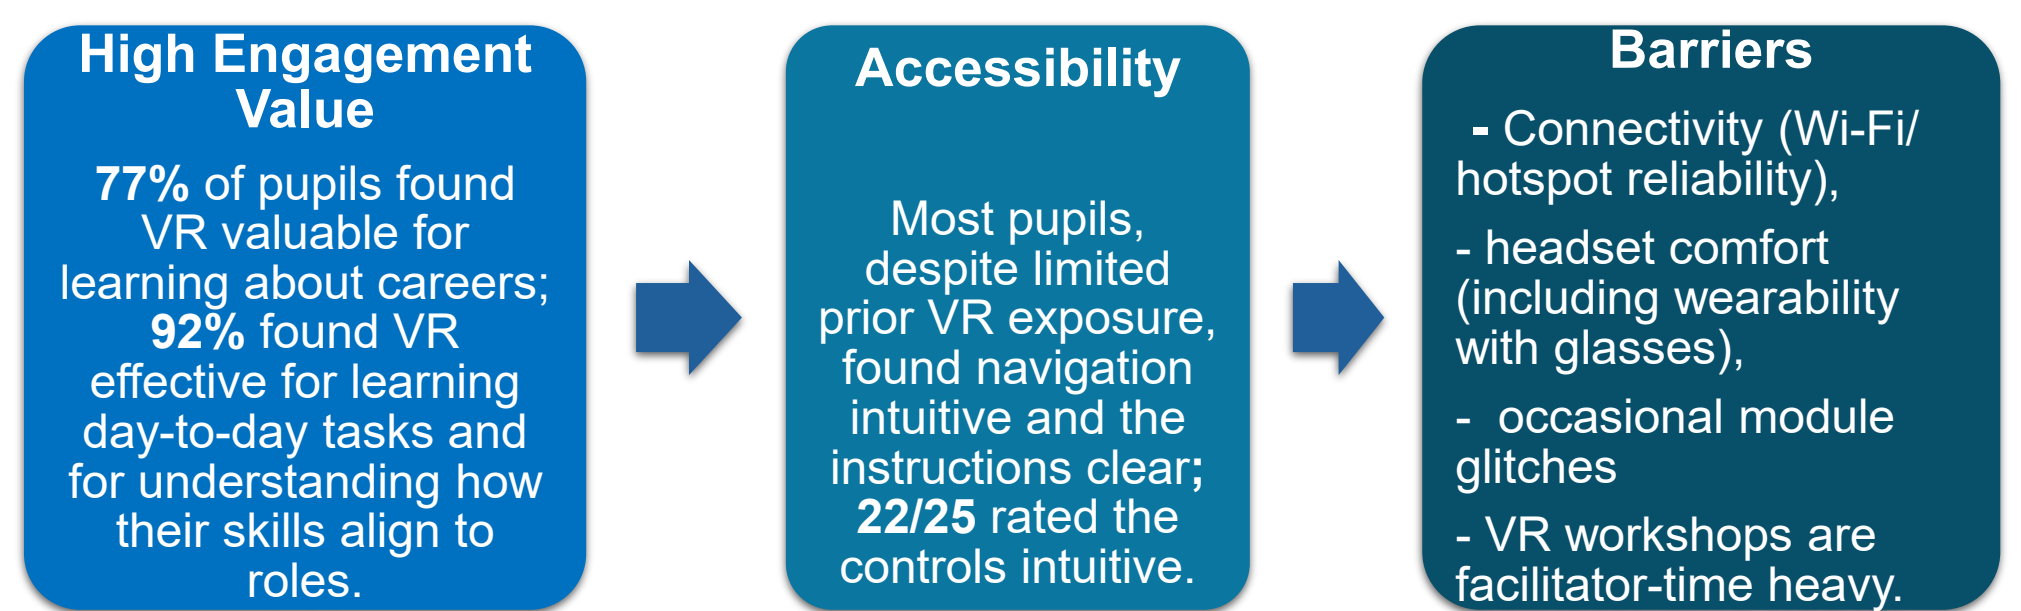 High Engagement
Value
77% of pupils found
VR valuable for
learning about careers;
92% found VR
effective for learning
day-to-day tasks and
for understanding how
their skills align to
roles.
Accessibility
Most pupils,
despite limited
prior VR exposure,
found navigation
intuitive and the
instructions clear;
22/25 rated the
controls intuitive.
Barriers
- Connectivity (Wi-Fi/
hotspot reliability),
- headset comfort
(including wearability
with glasses),
- occasional module
glitches
- VR workshops are
facilitator-time heavy.